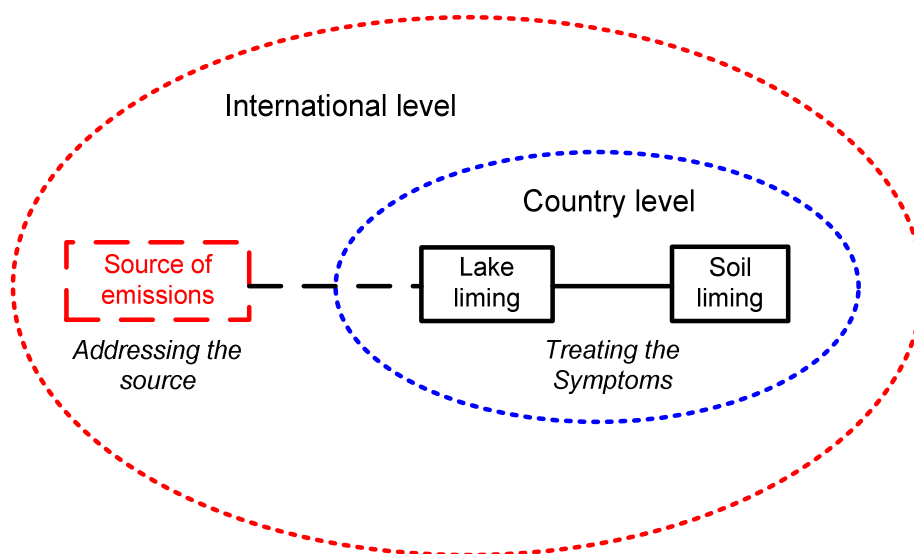 International level
Country level
Source of
emissions
Lake
liming
Soil
liming
Addressing the
source
Treating the
Symptoms